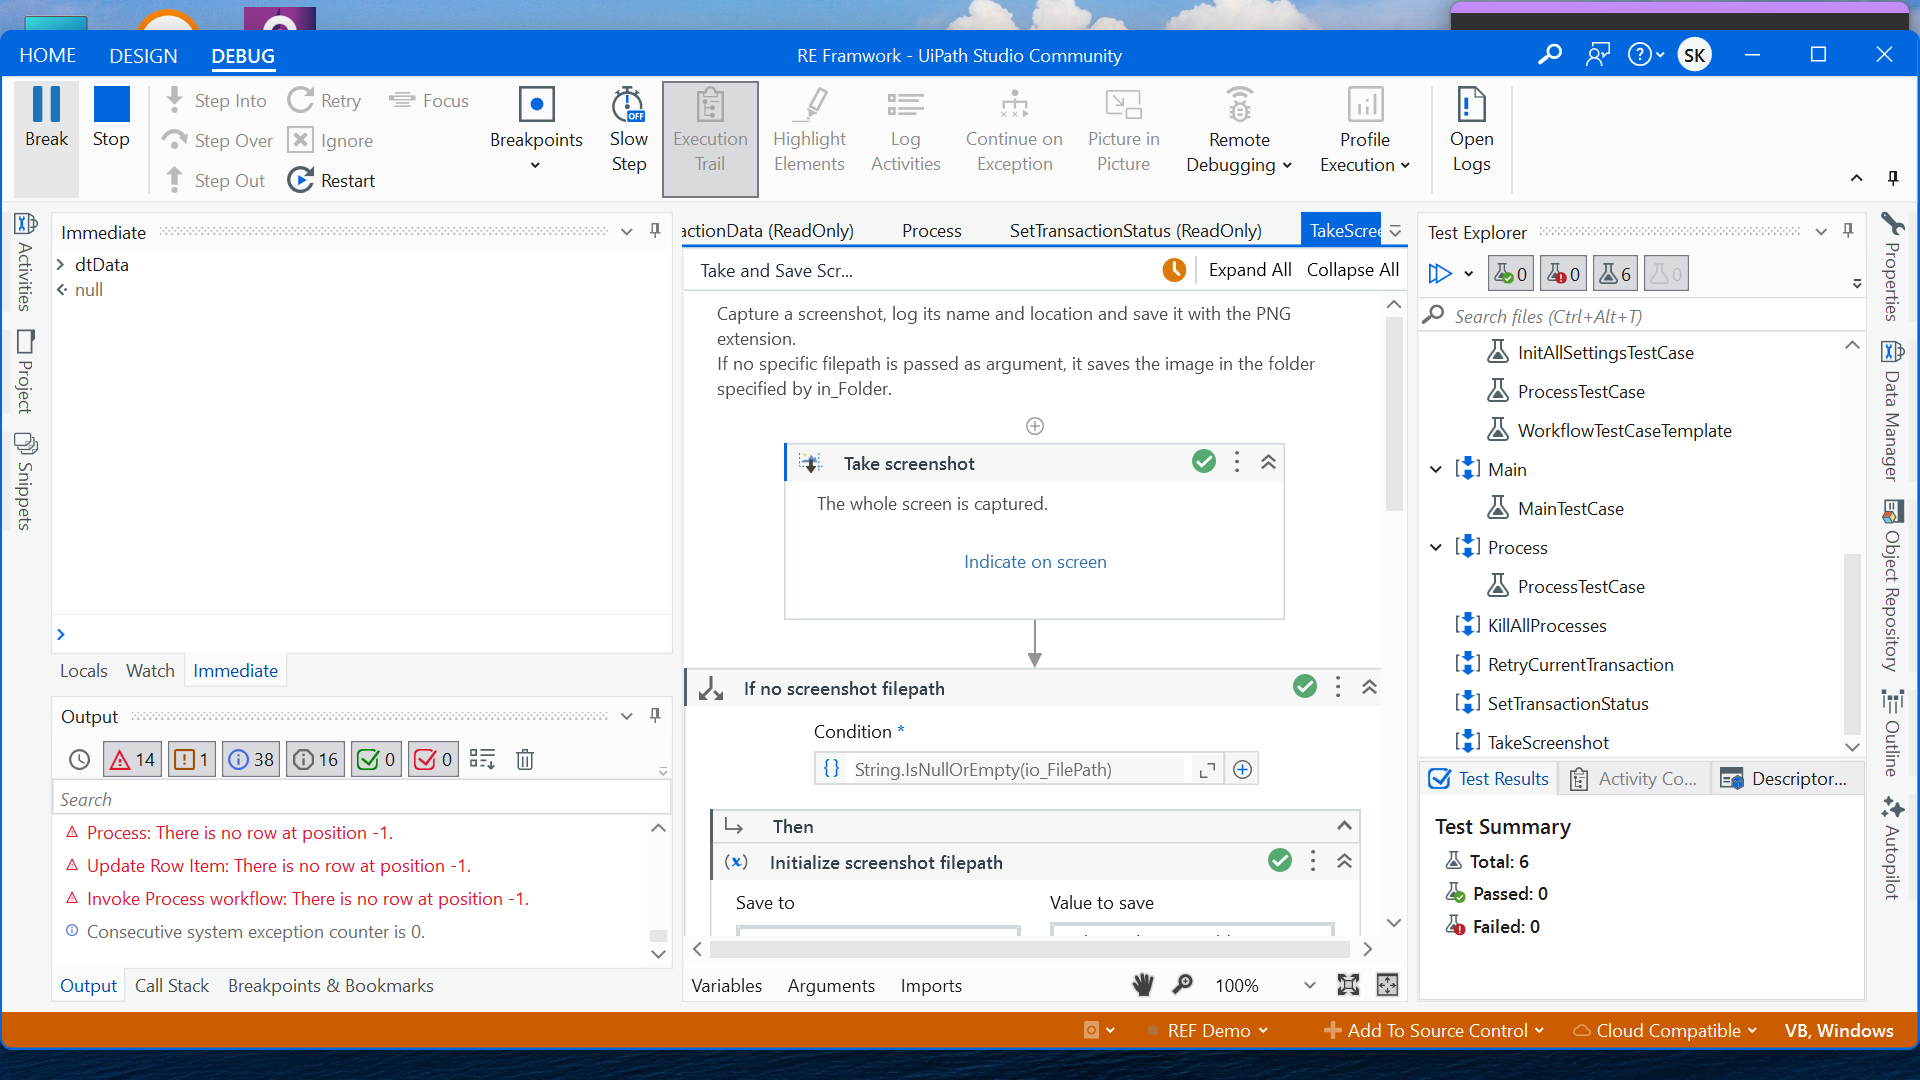 HOME
DESIGN
DEBUG
RE Framwork - UiPath Studio Community
SK
Break
Stop
Step Into
Step Over
Step Out
Retry
Ignore
Restart
Focus
Breakpoints
Slow
Step
OFF
Execution
Trail
Highlight
Elements
Log
Activities
Continue on
Exception
Picture in
Picture
Remote
Debugging
Profile
Execution
Open
Logs
Activities
Project
Snippets
Immediate
dtData
null
Locals
Watch
Immediate
Output
14
1
38
16
0
0
Search
Process: There is no row at position -1.
Update Row Item: There is no row at position -1.
Invoke Process workflow: There is no row at position -1.
Consecutive system exception counter is 0.
Output
Call Stack
Breakpoints & Bookmarks
actionData (ReadOnly)
Process
SetTransactionStatus (ReadOnly)
TakeScree
Take and Save Scr...
Expand All
Collapse All
Capture a screenshot, log its name and location and save it with the PNG
extension.
If no specific filepath is passed as argument, it saves the image in the folder
specified by in_Folder.
Take screenshot
The whole screen is captured.
Indicate on screen
If no screenshot filepath
Condition *
String.IsNullOrEmpty(io_FilePath)
Then
Initialize screenshot filepath
Save to
Value to save
Variables
Arguments
Imports
100%
Test Explorer
0
0
6
0
Search files (Ctrl+Alt+T)
InitAllSettingsTestCase
ProcessTestCase
WorkflowTestCaseTemplate
Main
MainTestCase
Process
ProcessTestCase
KillAllProcesses
RetryCurrentTransaction
SetTransactionStatus
TakeScreenshot
Test Results
Activity Co...
Descriptor...
Test Summary
Total: 6
Passed: 0
Failed: 0
Properties
Data Manager
Object Repository
Outline
Autopilot
REF Demo
Add To Source Control
Cloud Compatible
VB, Windows